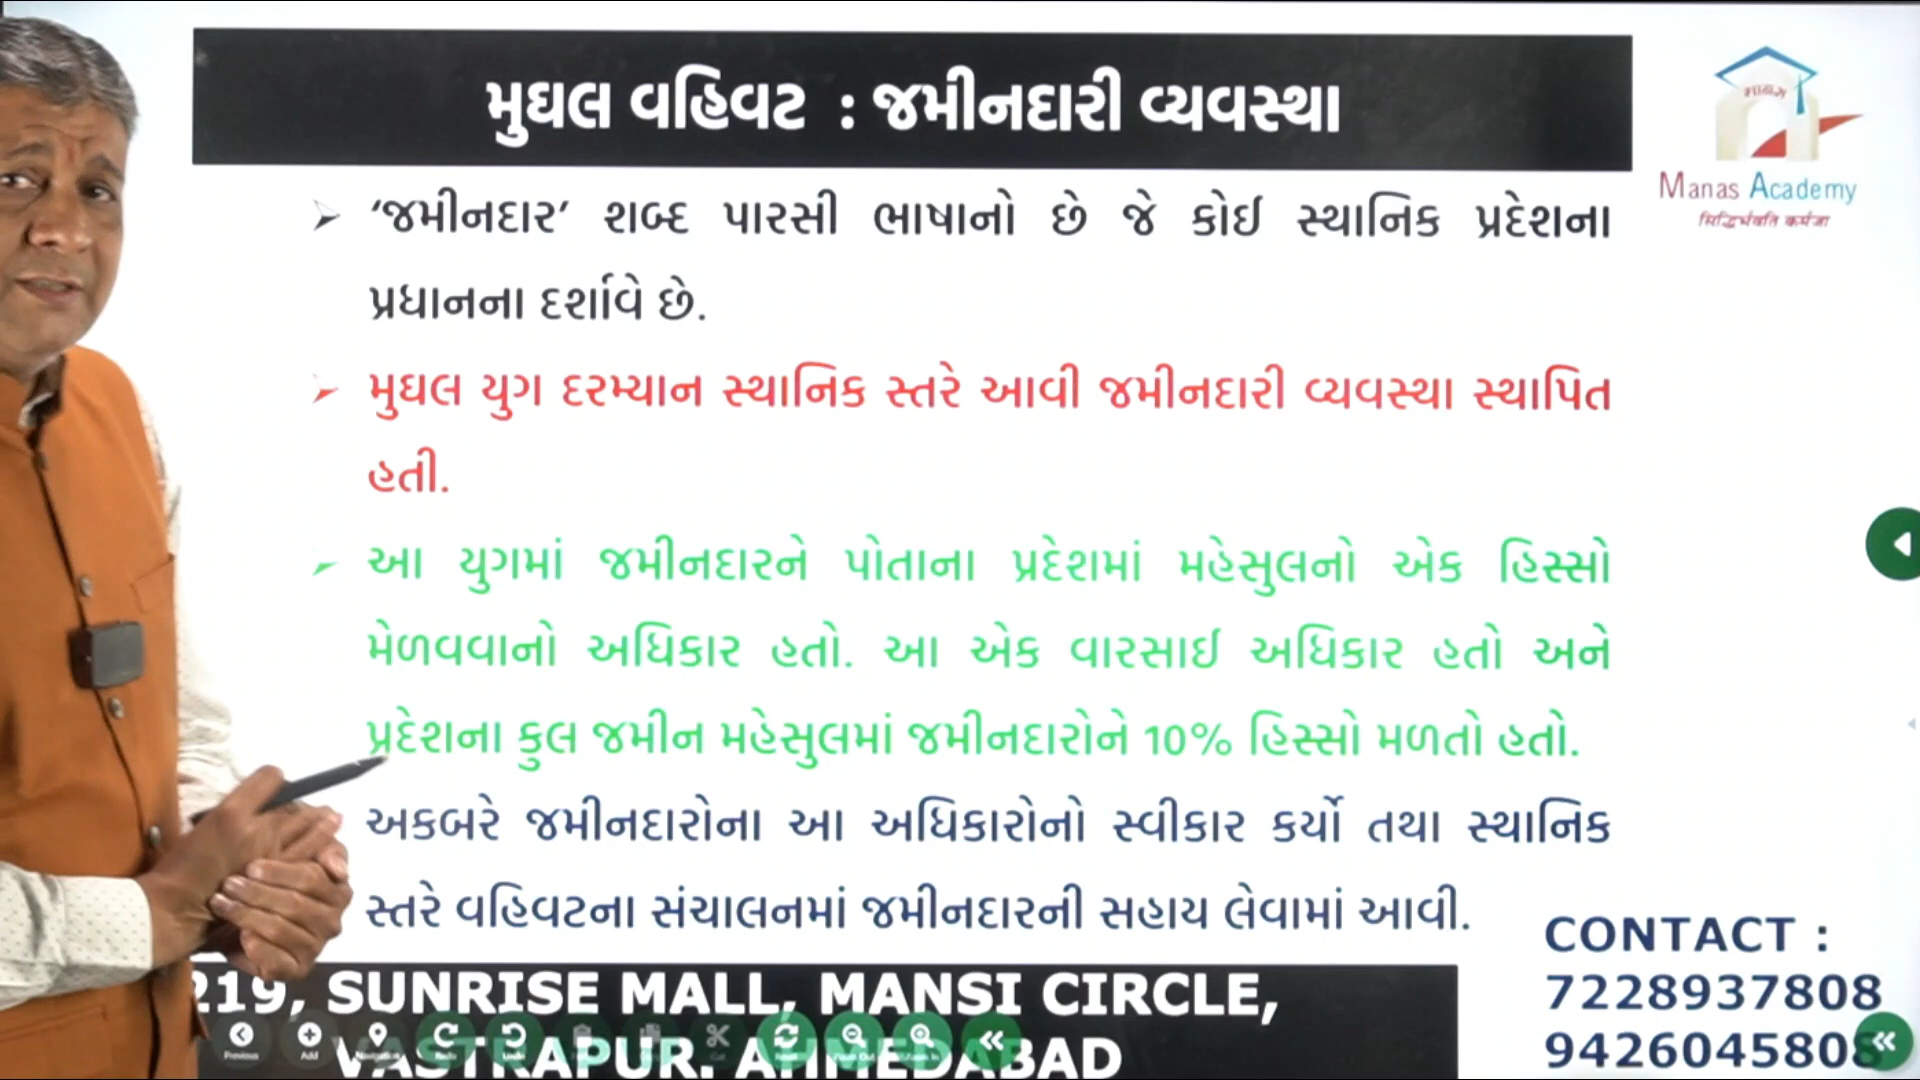 મુઘલ વહિવટ : જમીનદારી વ્યવસ્થા
Manas Academy
➢ 'જમીનદાર' શબ્દ પારસી ભાષાનો છે જે કોઈ સ્થાનિક પ્રદેશના
પ્રધાનના દર્શાવે છે.
➢ મુઘલ યુગ દરમ્યાન સ્થાનિક સ્તરે આવી જમીનદારી વ્યવસ્થા સ્થાપિત
હતી.
➢ આ યુગમાં જમીનદારને પોતાના પ્રદેશમાં મહેસુલનો એક હિસ્સો
મેળવવાનો અધિકાર હતો. આ એક વારસાઈ અધિકાર હતો અને
પ્રદેશના કુલ જમીન મહેસુલમાં જમીનદારોને 10% હિસ્સો મળતો હતો.
અકબરે જમીનદારોના આ અધિકારોનો સ્વીકાર કર્યો તથા સ્થાનિક
સ્તરે વહિવટના સંચાલનમાં જમીનદારની સહાય લેવામાં આવી.
219, SUNRISE MALL, MANSI CIRCLE,
VASTRAPUR. AHMEDABAD
CONTACT :
7228937808
9426045808
Previous
Add